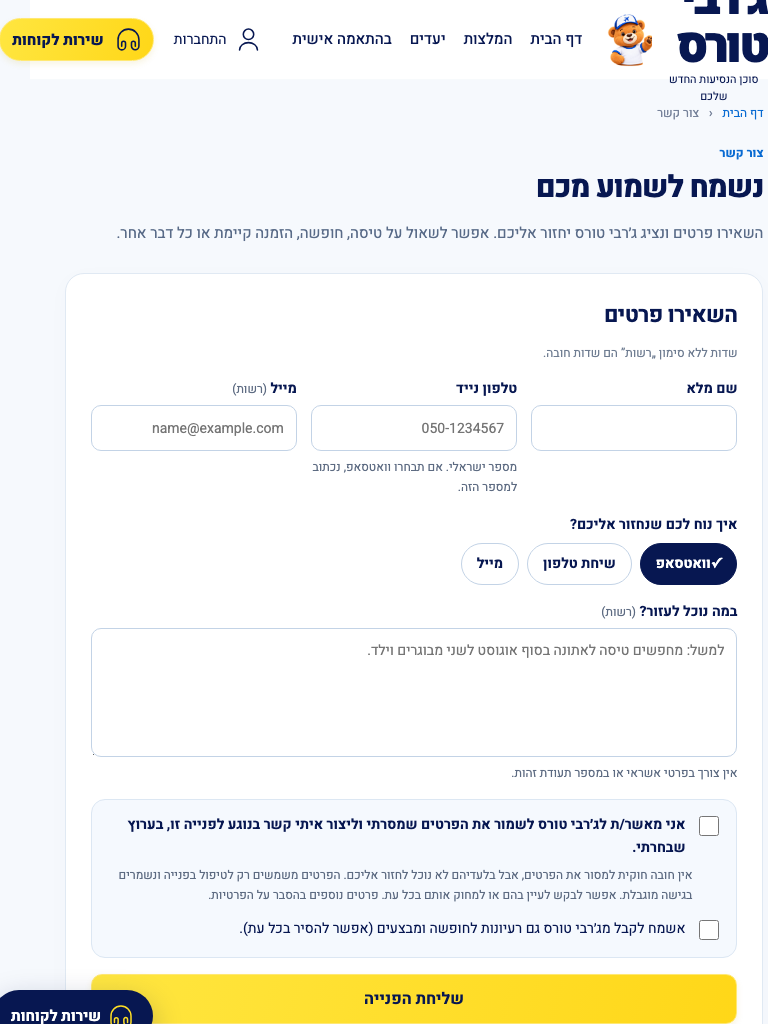 ג׳רבי
טורס
סוכן הנסיעות החדש
שלכם
דף הבית
המלצות
יעדים
בהתאמה אישית
התחברות
שירות לקוחות
דף הבית › צור קשר
צור קשר
נשמח לשמוע מכם
השאירו פרטים ונציג ג׳רבי טורס יחזור אליכם. אפשר לשאול על טיסה, חופשה, הזמנה קיימת או כל דבר אחר.
השאירו פרטים
שדות ללא סימון „רשות” הם שדות חובה.
שם מלא
טלפון נייד
050-1234567
מספר ישראלי. אם תבחרו וואטסאפ, נכתוב
למספר הזה.
מייל (רשות)
name@example.com
איך נוח לכם שנחזור אליכם?
✓וואטסאפ
שיחת טלפון
מייל
במה נוכל לעזור? (רשות)
למשל: מחפשים טיסה לאתונה בסוף אוגוסט לשני מבוגרים וילד.
אין צורך בפרטי אשראי או במספר תעודת זהות.
אני מאשר/ת לג׳רבי טורס לשמור את הפרטים שמסרתי וליצור איתי קשר בנוגע לפנייה זו, בערוץ
שבחרתי.
אין חובה חוקית למסור את הפרטים, אבל בלעדיהם לא נוכל לחזור אליכם. הפרטים משמשים רק לטיפול בפנייה ונשמרים
בגישה מוגבלת. אפשר לבקש לעיין בהם או למחוק אותם בכל עת. פרטים נוספים בהסבר על הפרטיות.
אשמח לקבל מג׳רבי טורס גם רעיונות לחופשה ומבצעים (אפשר להסיר בכל עת).
שליחת הפנייה
שירות לקוחות